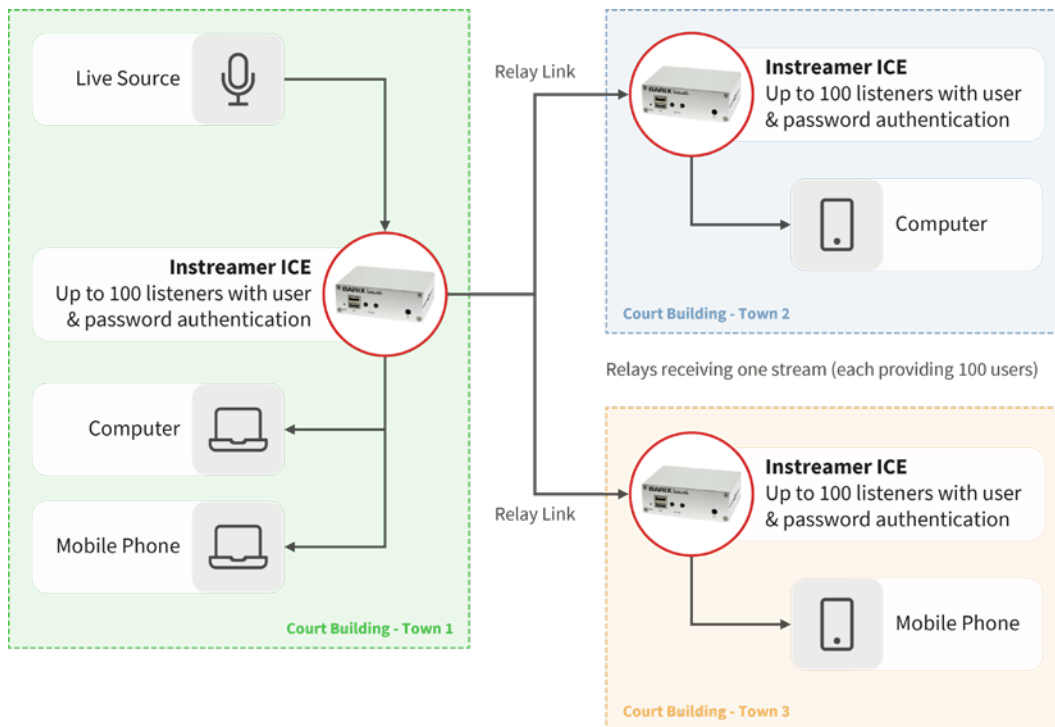 Live Source
Instreamer ICE
Up to 100 listeners with user
& password authentication
BARIX
Computer
Mobile Phone
Court Building - Town 1
Relay Link
Instreamer ICE
Up to 100 listeners with user
& password authentication
BARIX
Computer
Court Building - Town 2
Relays receiving one stream (each providing 100 users)
Relay Link
Instreamer ICE
Up to 100 listeners with user
& password authentication
BARIX
Mobile Phone
Court Building - Town 3